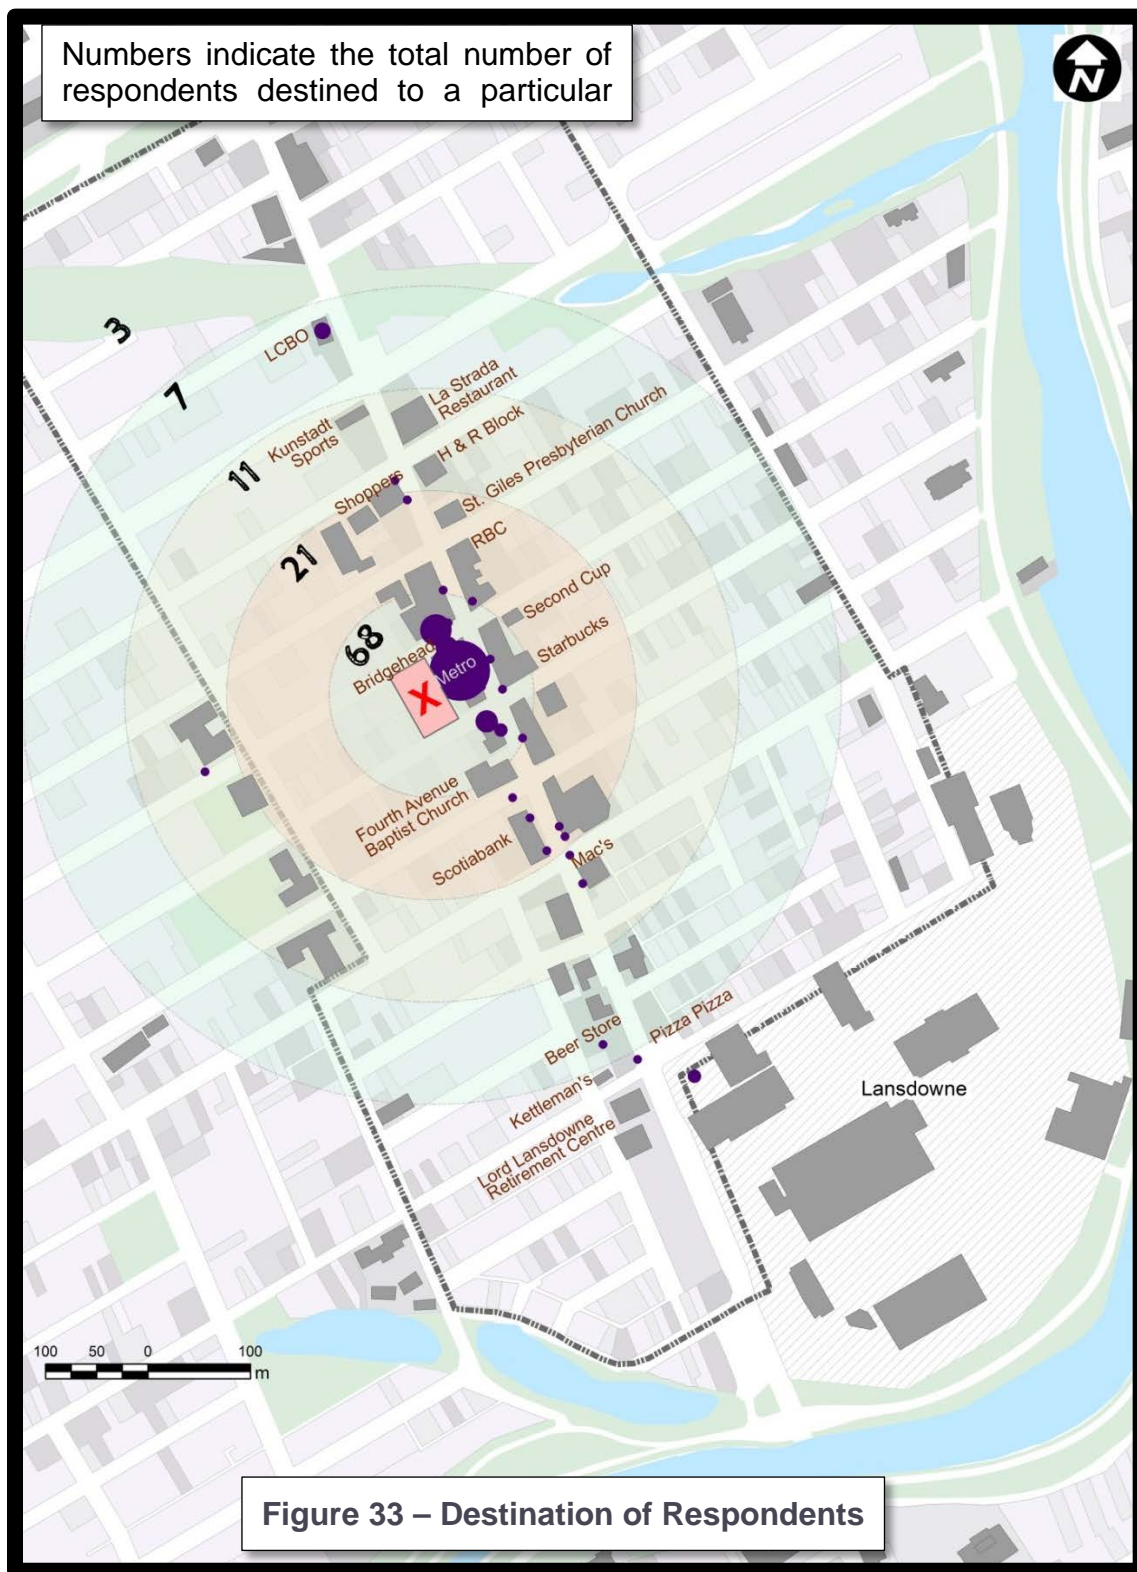 Numbers indicate the total number of
respondents destined to a particular
N
3
LCBO
7
La Strada
Restaurant
Kunstadt
Sports
H & R Block
11
St. Giles Presbyterian Church
Shoppers
21
RBC
Second Cup
68
Starbucks
Bridgehead
Metro
X
Fourth Avenue
Baptist Church
Scotiabank
Mac's
Pizza Pizza
Beer Store
Kettleman's
Lansdowne
Lord Lansdowne
Retirement Centre
100 50 0 100
m
Figure 33 – Destination of Respondents